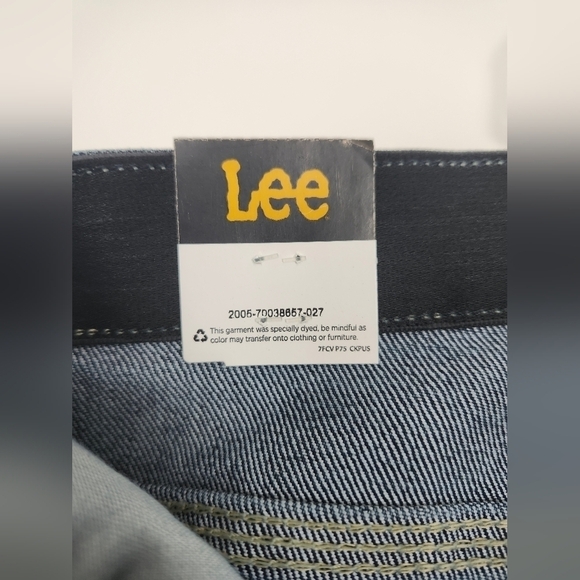 Lee
2005-70038657-027
This garment was specially dyed, be mindful as
color may transfer onto clothing or furniture.
7FCV P75 CKPUS